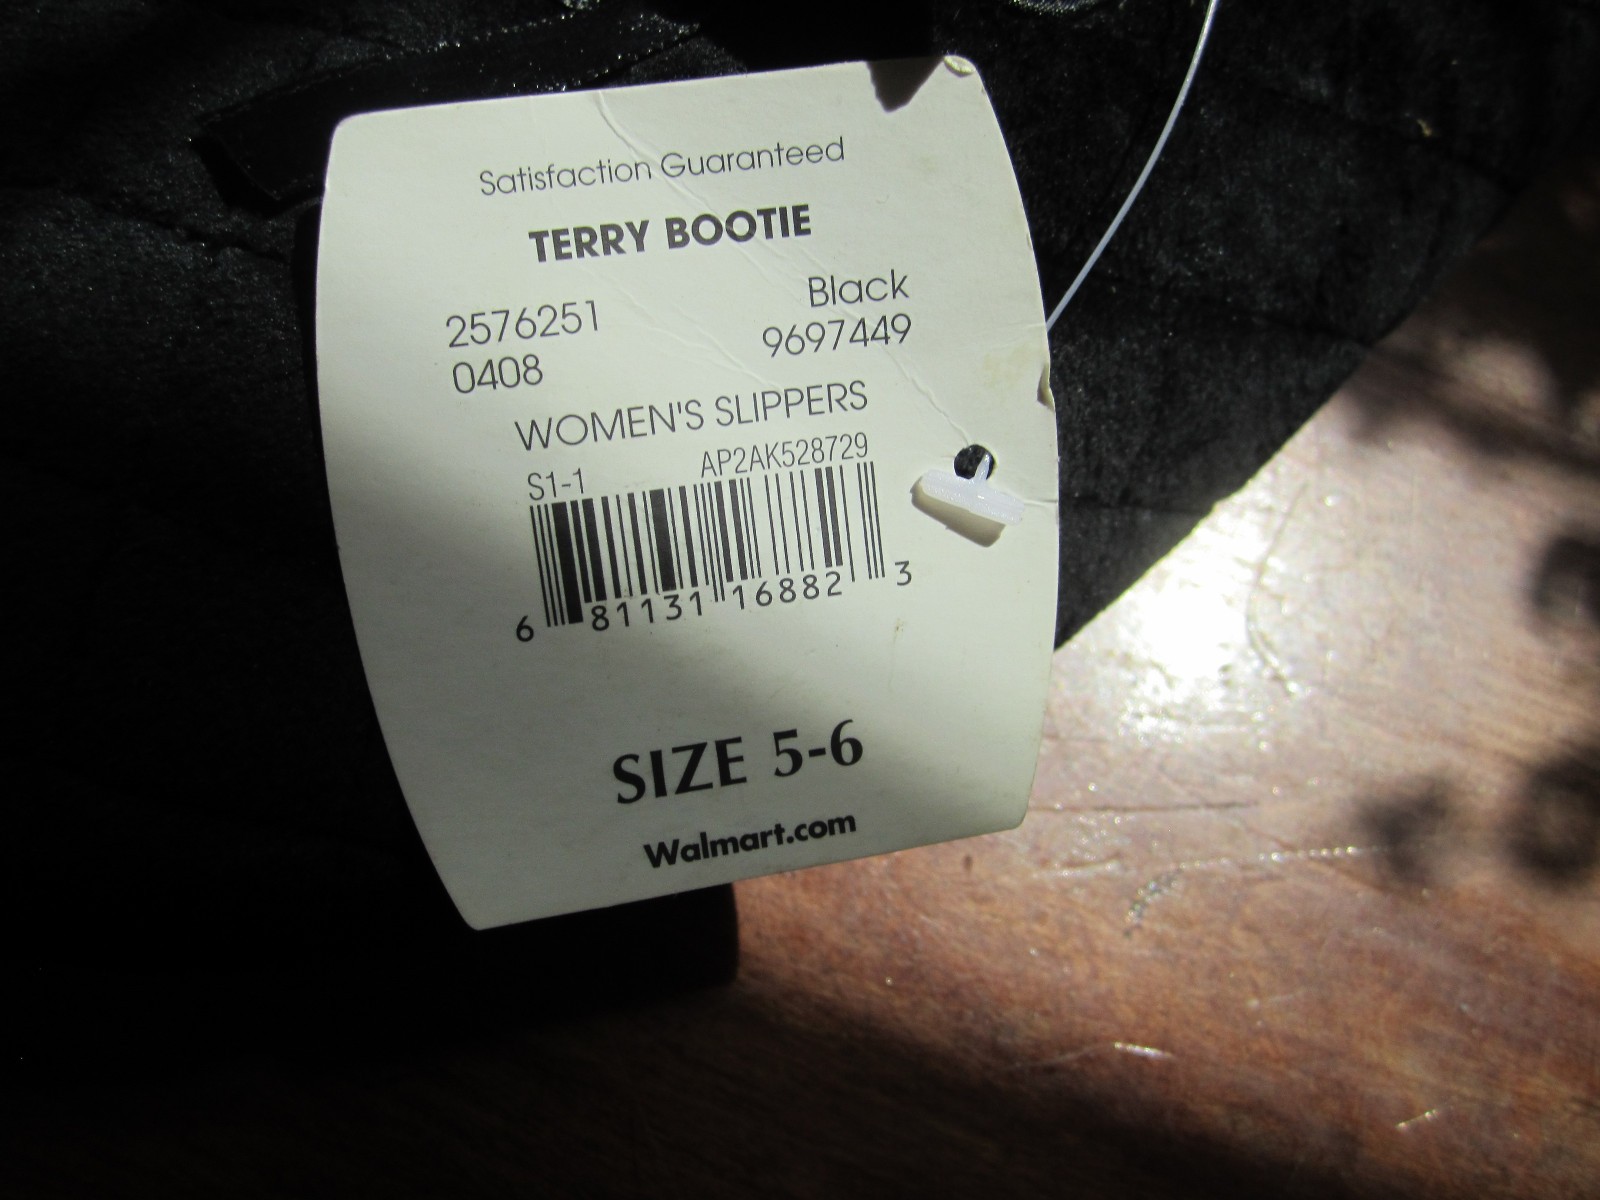 Satisfaction Guaranteed
TERRY BOOTIE
2576251 Black
0408 9697449
WOMEN'S SLIPPERS
S1-1 AP2AK528729
6 81131 16882 3
SIZE 5-6
Walmart.com